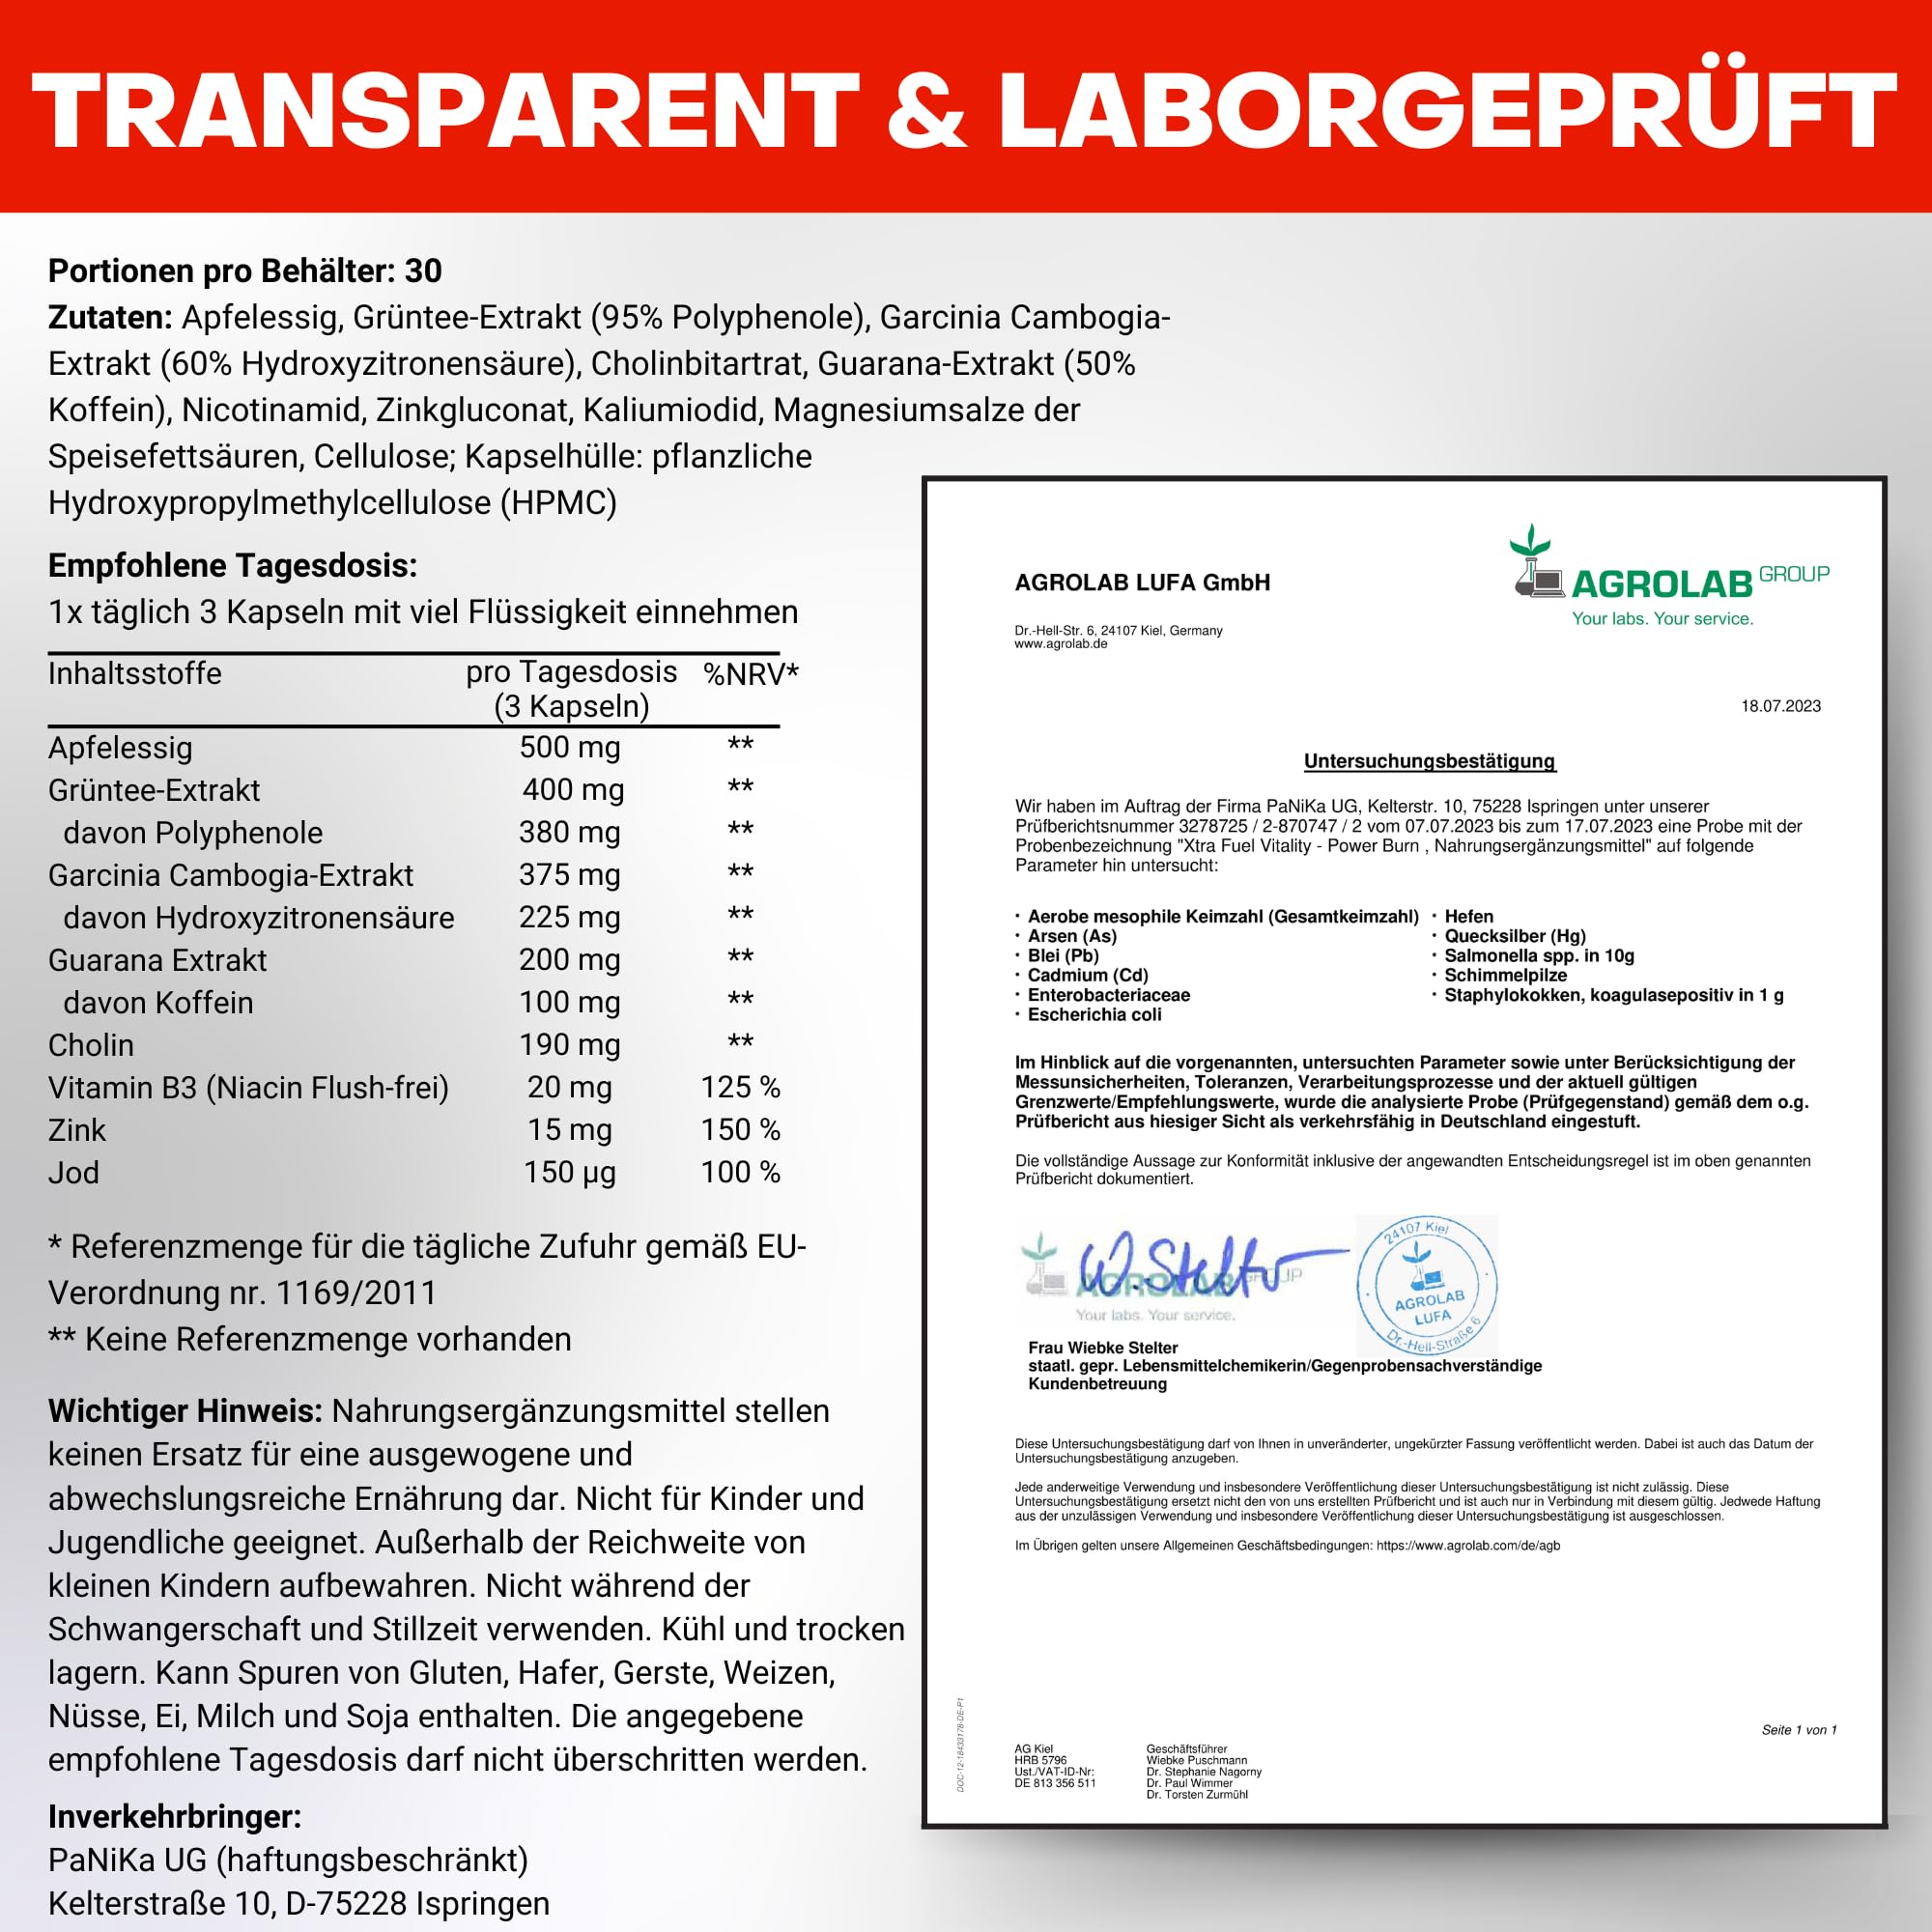 TRANSPARENT & LABORGEPRÜFT
Portionen pro Behälter: 30
Zutaten: Apfelessig, Grüntee-Extrakt (95% Polyphenole), Garcinia Cambogia-
Extrakt (60% Hydroxyzitronensäure), Cholinbitartrat, Guarana-Extrakt (50%
Koffein), Nicotinamid, Zinkgluconat, Kaliumiodid, Magnesiumsalze der
Speisefettsäuren, Cellulose; Kapselhülle: pflanzliche
Hydroxypropylmethylcellulose (HPMC)
Empfohlene Tagesdosis:
1x täglich 3 Kapseln mit viel Flüssigkeit einnehmen
Inhaltsstoffe pro Tagesdosis %NRV*
(3 Kapseln)
Apfelessig 500 mg **
Grüntee-Extrakt 400 mg **
davon Polyphenole 380 mg **
Garcinia Cambogia-Extrakt 375 mg **
davon Hydroxyzitronensäure 225 mg **
Guarana Extrakt 200 mg **
davon Koffein 100 mg **
Cholin 190 mg **
Vitamin B3 (Niacin Flush-frei) 20 mg 125 %
Zink 15 mg 150 %
Jod 150 µg 100 %
* Referenzmenge für die tägliche Zufuhr gemäß EU-
Verordnung nr. 1169/2011
** Keine Referenzmenge vorhanden
Wichtiger Hinweis: Nahrungsergänzungsmittel stellen
keinen Ersatz für eine ausgewogene und
abwechslungsreiche Ernährung dar. Nicht für Kinder und
Jugendliche geeignet. Außerhalb der Reichweite von
kleinen Kindern aufbewahren. Nicht während der
Schwangerschaft und Stillzeit verwenden. Kühl und trocken
lagern. Kann Spuren von Gluten, Hafer, Gerste, Weizen,
Nüsse, Ei, Milch und Soja enthalten. Die angegebene
empfohlene Tagesdosis darf nicht überschritten werden.
Inverkehrbringer:
PaNiKa UG (haftungsbeschränkt)
Kelterstraße 10, D-75228 Ispringen
AGROLAB LUFA GmbH
AGROLAB GROUP
Your labs. Your service.
Dr.-Hell-Str. 6, 24107 Kiel, Germany
www.agrolab.de
18.07.2023
Untersuchungsbestätigung
Wir haben im Auftrag der Firma PaNiKa UG, Kelterstr. 10, 75228 Ispringen unter unserer
Prüfberichtsnummer 3278725 / 2-870747 / 2 vom 07.07.2023 bis zum 17.07.2023 eine Probe mit der
Probenbezeichnung "Xtra Fuel Vitality - Power Burn , Nahrungsergänzungsmittel" auf folgende
Parameter hin untersucht:
· Aerobe mesophile Keimzahl (Gesamtkeimzahl)
· Arsen (As)
· Blei (Pb)
· Cadmium (Cd)
· Enterobacteriaceae
· Escherichia coli
· Hefen
· Quecksilber (Hg)
· Salmonella spp. in 10g
· Schimmelpilze
· Staphylokokken, koagulasepositiv in 1 g
Im Hinblick auf die vorgenannten, untersuchten Parameter sowie unter Berücksichtigung der
Messunsicherheiten, Toleranzen, Verarbeitungsprozesse und der aktuell gültigen
Grenzwerte/Empfehlungswerte, wurde die analysierte Probe (Prüfgegenstand) gemäß dem o.g.
Prüfbericht aus hiesiger Sicht als verkehrsfähig in Deutschland eingestuft.
Die vollständige Aussage zur Konformität inklusive der angewandten Entscheidungsregel ist im oben genannten
Prüfbericht dokumentiert.
W. Stelter
AGROLAB GROUP
Your labs. Your service.
24107 Kiel
AGROLAB
LUFA
Dr.-Hell-Straße 6
Frau Wiebke Stelter
staatl. gepr. Lebensmittelchemikerin/Gegenprobensachverständige
Kundenbetreuung
Diese Untersuchungsbestätigung darf von Ihnen in unveränderter, ungekürzter Fassung veröffentlicht werden. Dabei ist auch das Datum der
Untersuchungsbestätigung anzugeben.
Jede anderweitige Verwendung und insbesondere Veröffentlichung dieser Untersuchungsbestätigung ist nicht zulässig. Diese
Untersuchungsbestätigung ersetzt nicht den von uns erstellten Prüfbericht und ist auch nur in Verbindung mit diesem gültig. Jedwede Haftung
aus der unzulässigen Verwendung und insbesondere Veröffentlichung dieser Untersuchungsbestätigung ist ausgeschlossen.
Im Übrigen gelten unsere Allgemeinen Geschäftsbedingungen: https://www.agrolab.com/de/agb
DOC-12-18433178-DE-P1
Seite 1 von 1
AG Kiel
HRB 5796
Ust./VAT-ID-Nr:
DE 813 356 511
Geschäftsführer
Wiebke Puschmann
Dr. Stephanie Nagorny
Dr. Paul Wimmer
Dr. Torsten Zurmühl